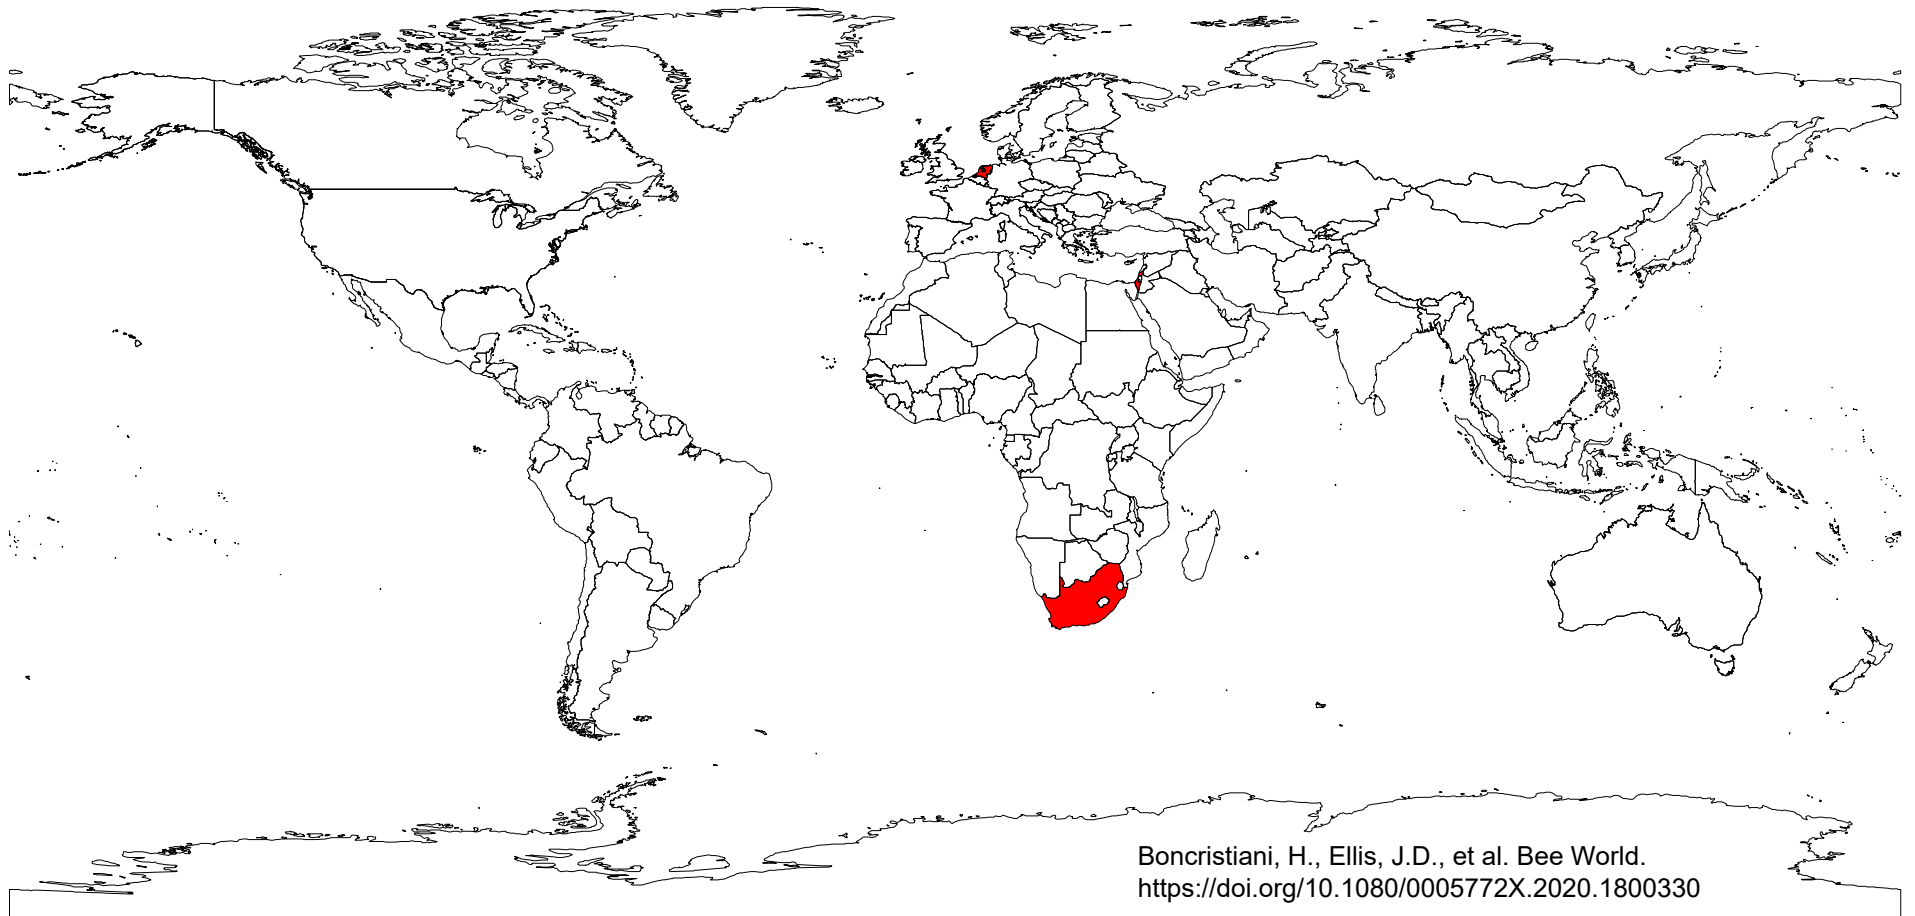 Boncristiani, H., Ellis, J.D., et al. Bee World.
https://doi.org/10.1080/0005772X.2020.1800330